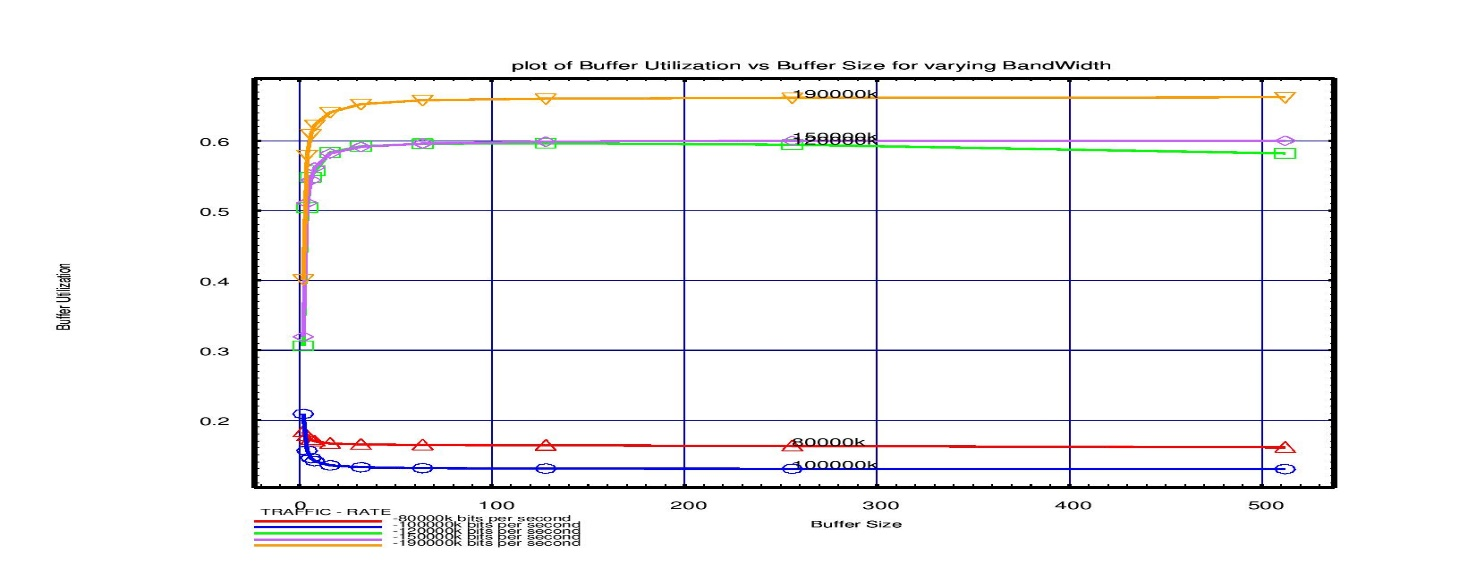 plot of Buffer Utilization vs Buffer Size for varying BandWidth
190000k
0.6
150000k
120000k
0.5
0.4
Buffer Utilization
0.3
0.2
80000k
100000k
0 100 200 300 400 500
TRAFFIC - RATE
Buffer Size
-80000k bits per second
-100000k bits per second
-120000k bits per second
-150000k bits per second
-190000k bits per second